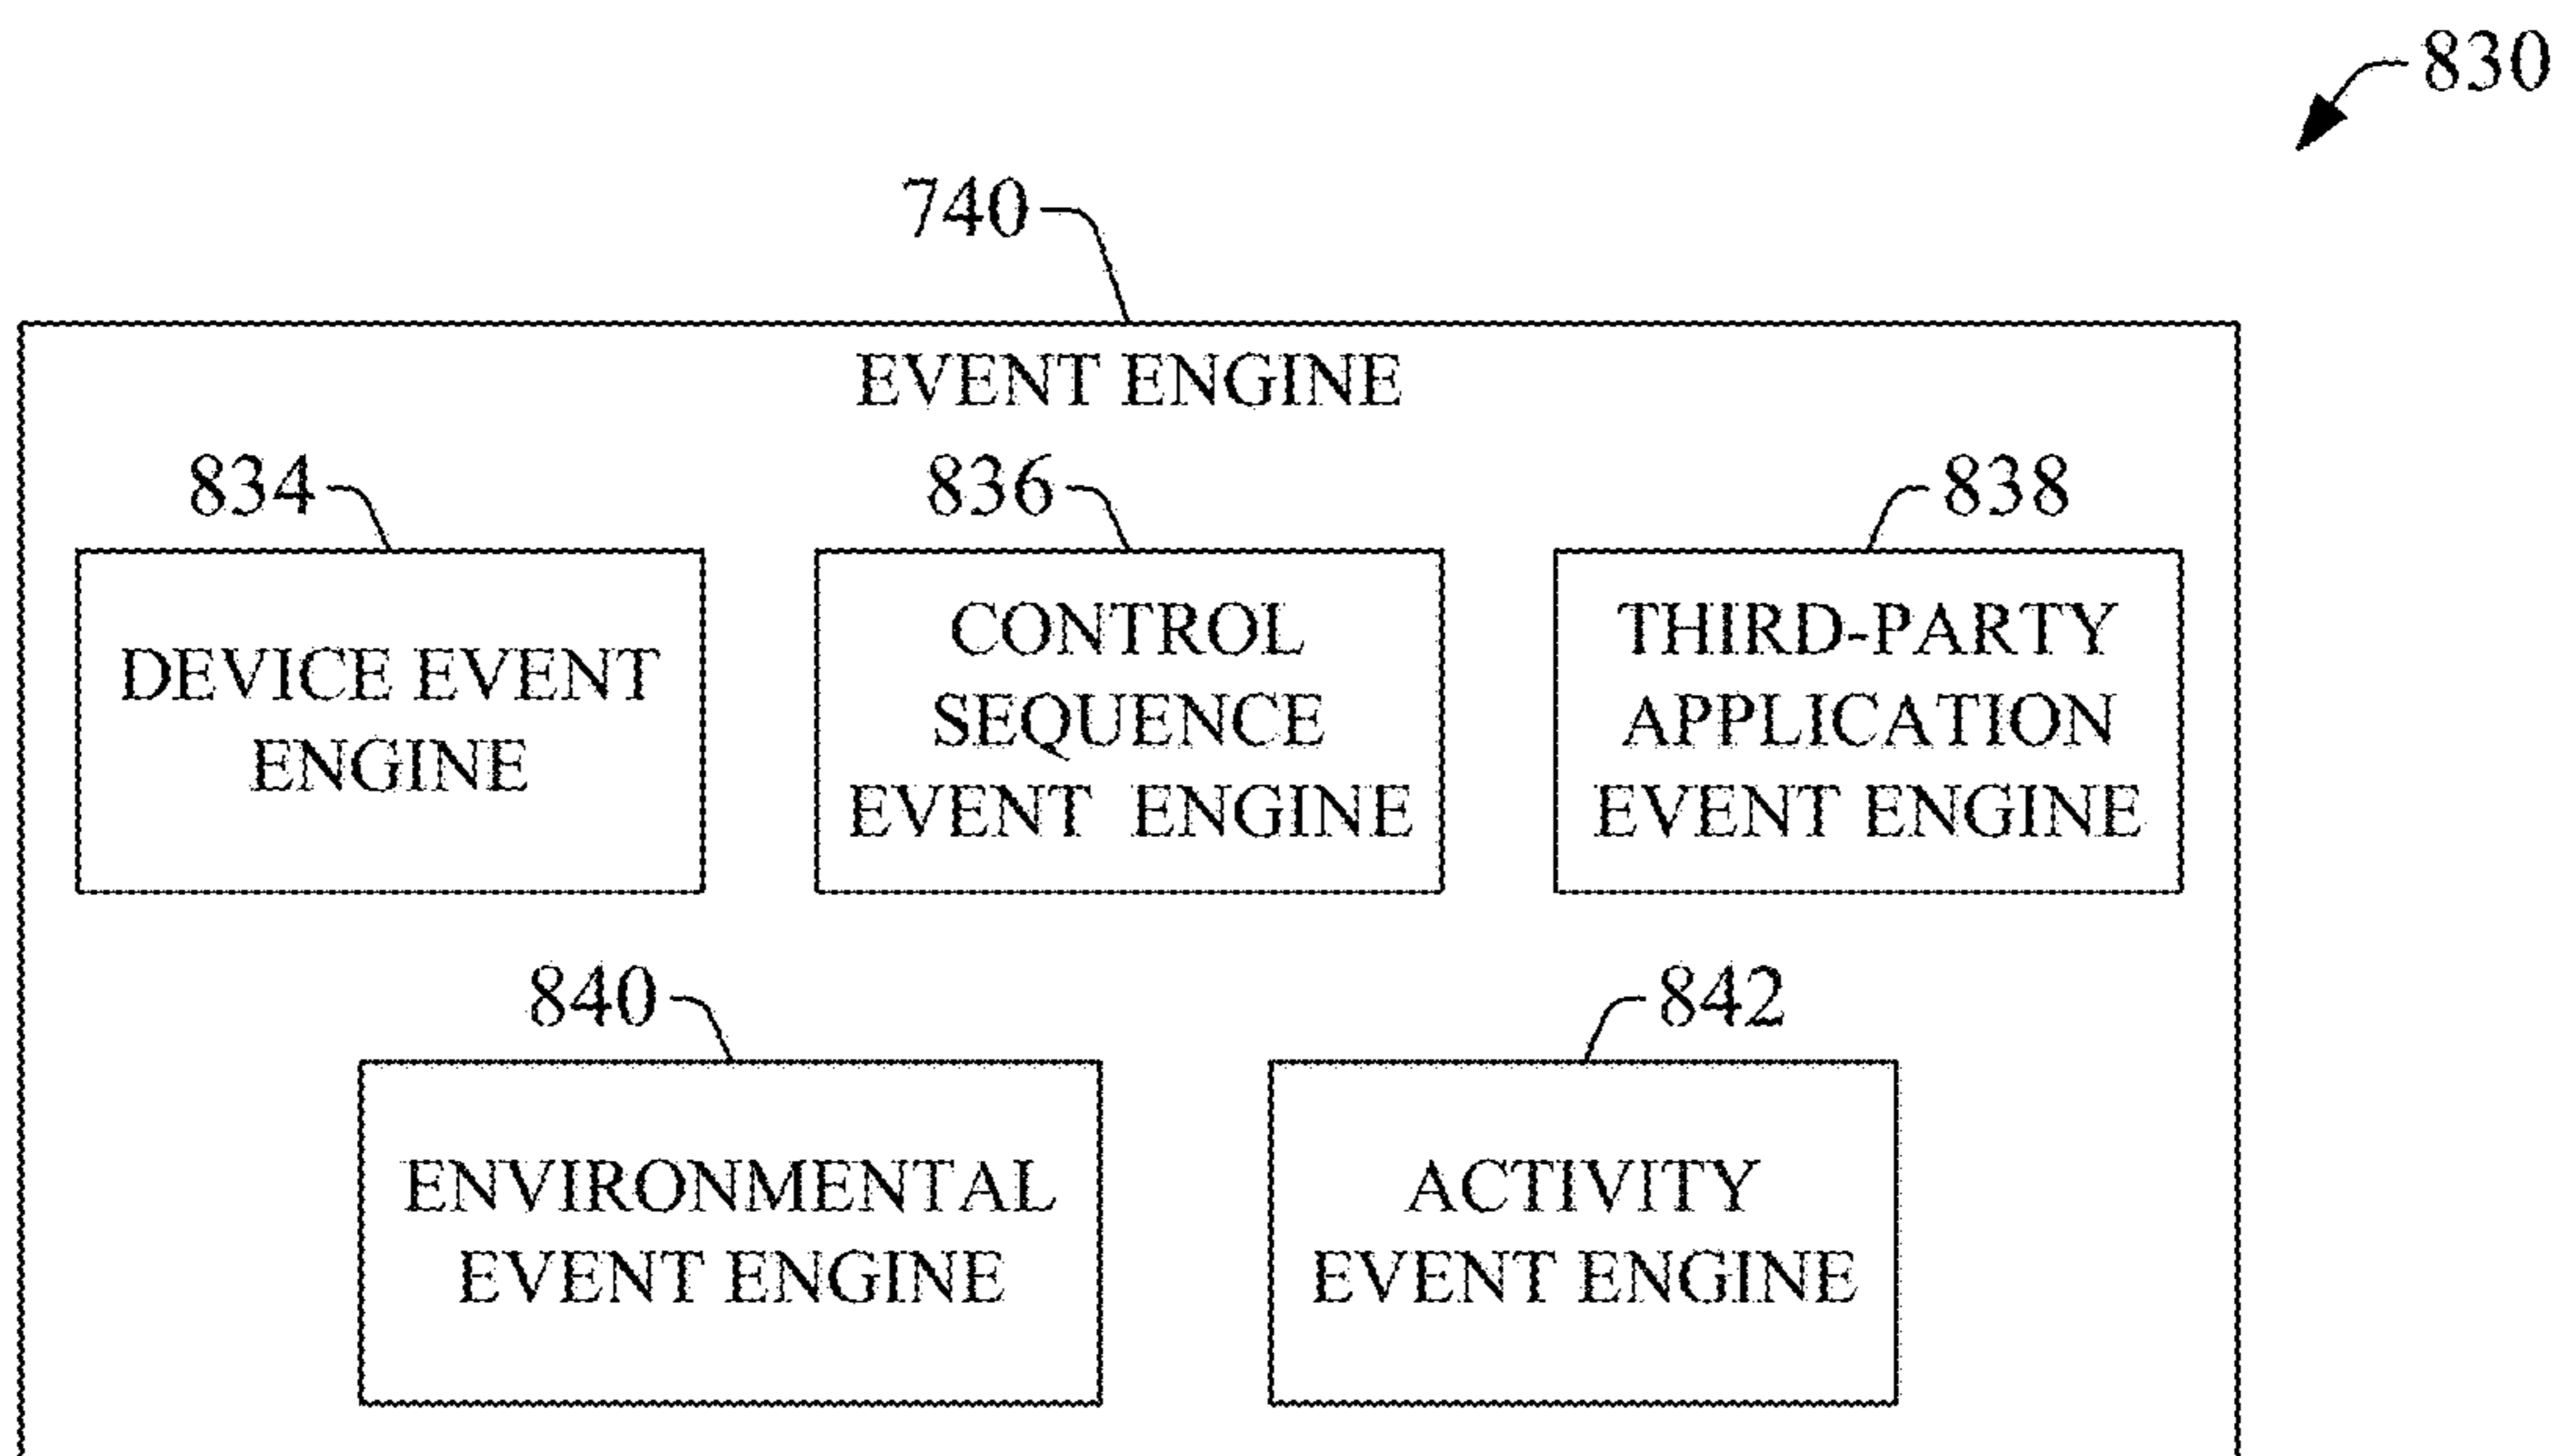 830
740
EVENT ENGINE
834
836
838
DEVICE EVENT
ENGINE
CONTROL
SEQUENCE
EVENT ENGINE
THIRD-PARTY
APPLICATION
EVENT ENGINE
840
842
ENVIRONMENTAL
EVENT ENGINE
ACTIVITY
EVENT ENGINE